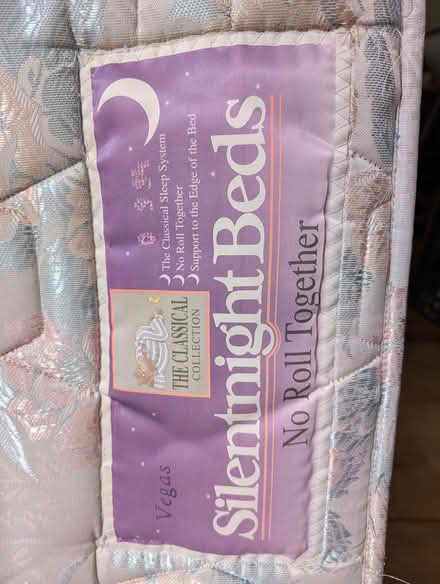 Vegas
THE CLASSICAL
COLLECTION
The Classical Sleep System
No Roll Together
Support to the Edge of the Bed
Silentnight Beds
No Roll Together